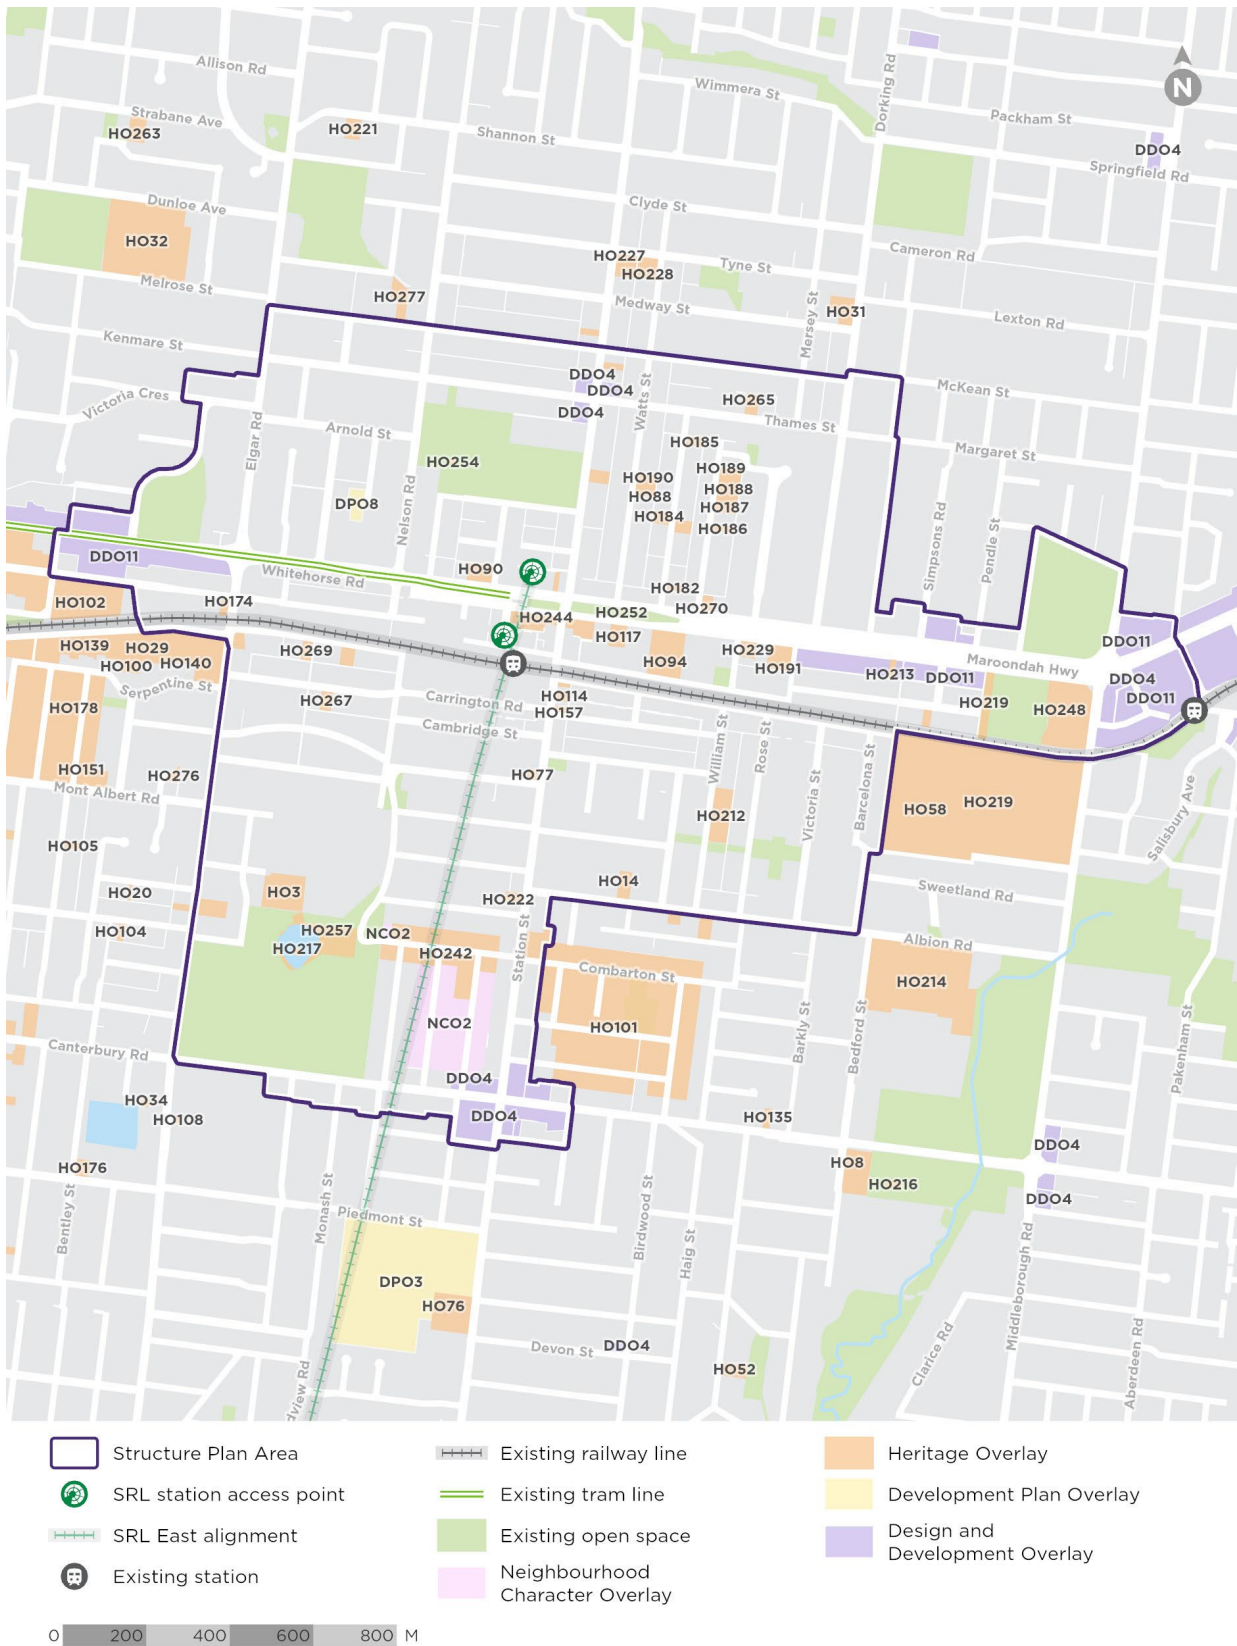 Allison Rd
Wimmera St
Dorking Rd
N
Strabane Ave
HO263
HO221
Shannon St
Packham St
DDO4
Springfield Rd
Dunloe Ave
Clyde St
HO32
HO227
HO228
Tyne St
Cameron Rd
Melrose St
HO277
Medway St
Mersey St
HO31
Lexton Rd
Kenmare St
DDO4
DDO4
DDO4
Watts St
HO265
Thames St
McKean St
Victoria Cres
Elgar Rd
Arnold St
HO185
Margaret St
HO254
HO190
HO189
HO88
HO188
HO184
HO187
HO186
DPO8
Nelson Rd
Simpsons Rd
Pendle St
DDO11
Whitehorse Rd
HO90
HO182
HO102
HO174
HO244
HO252
HO270
HO117
HO139
HO29
HO100
HO140
HO269
HO94
HO229
HO191
HO213
DDO11
Maroondah Hwy
DDO11
DDO4
DDO11
Serpentine St
HO178
HO267
Carrington Rd
HO114
HO157
HO219
HO248
Cambridge St
William St
Rose St
HO151
HO276
Mont Albert Rd
HO77
Victoria St
Barcelona St
HO58
HO219
Salisbury Ave
HO105
HO212
HO20
HO3
HO222
HO14
Sweetland Rd
HO104
HO257
HO217
NCO2
HO242
Station St
Albion Rd
Combarton St
HO214
NCO2
HO101
Barkly St
Bedford St
Pakenham St
Canterbury Rd
DDO4
HO34
HO108
DDO4
HO135
DDO4
HO176
HO8
HO216
DDO4
Bentley St
Monash St
Piedmont St
Birdwood St
Haig St
Middleborough Rd
DPO3
HO76
Devon St
DDO4
HO52
Clarice Rd
Aberdeen Rd
dview Rd
Structure Plan Area
SRL station access point
SRL East alignment
Existing station
Existing railway line
Existing tram line
Existing open space
Neighbourhood
Character Overlay
Heritage Overlay
Development Plan Overlay
Design and
Development Overlay
0 200 400 600 800 M